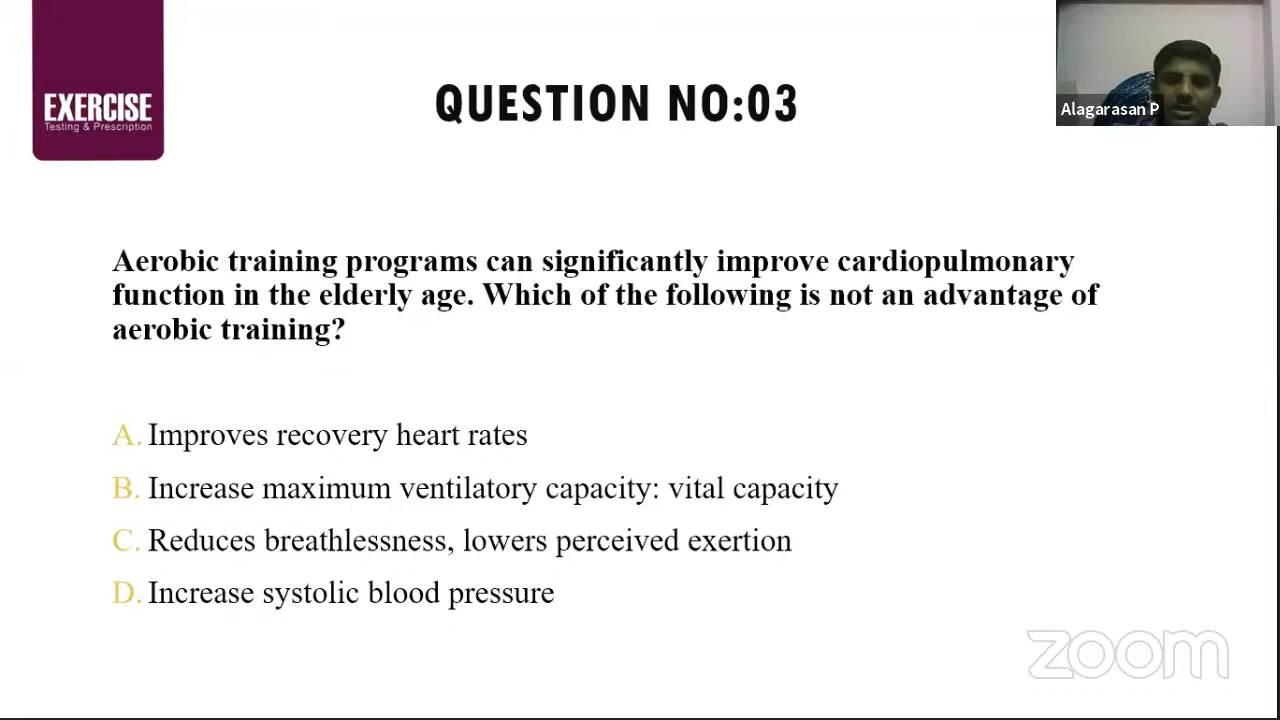 EXERCISE
Testing & Prescription
QUESTION NO:03
Alagarasan P
Aerobic training programs can significantly improve cardiopulmonary
function in the elderly age. Which of the following is not an advantage of
aerobic training?
A. Improves recovery heart rates
B. Increase maximum ventilatory capacity: vital capacity
C. Reduces breathlessness, lowers perceived exertion
D. Increase systolic blood pressure
zoom